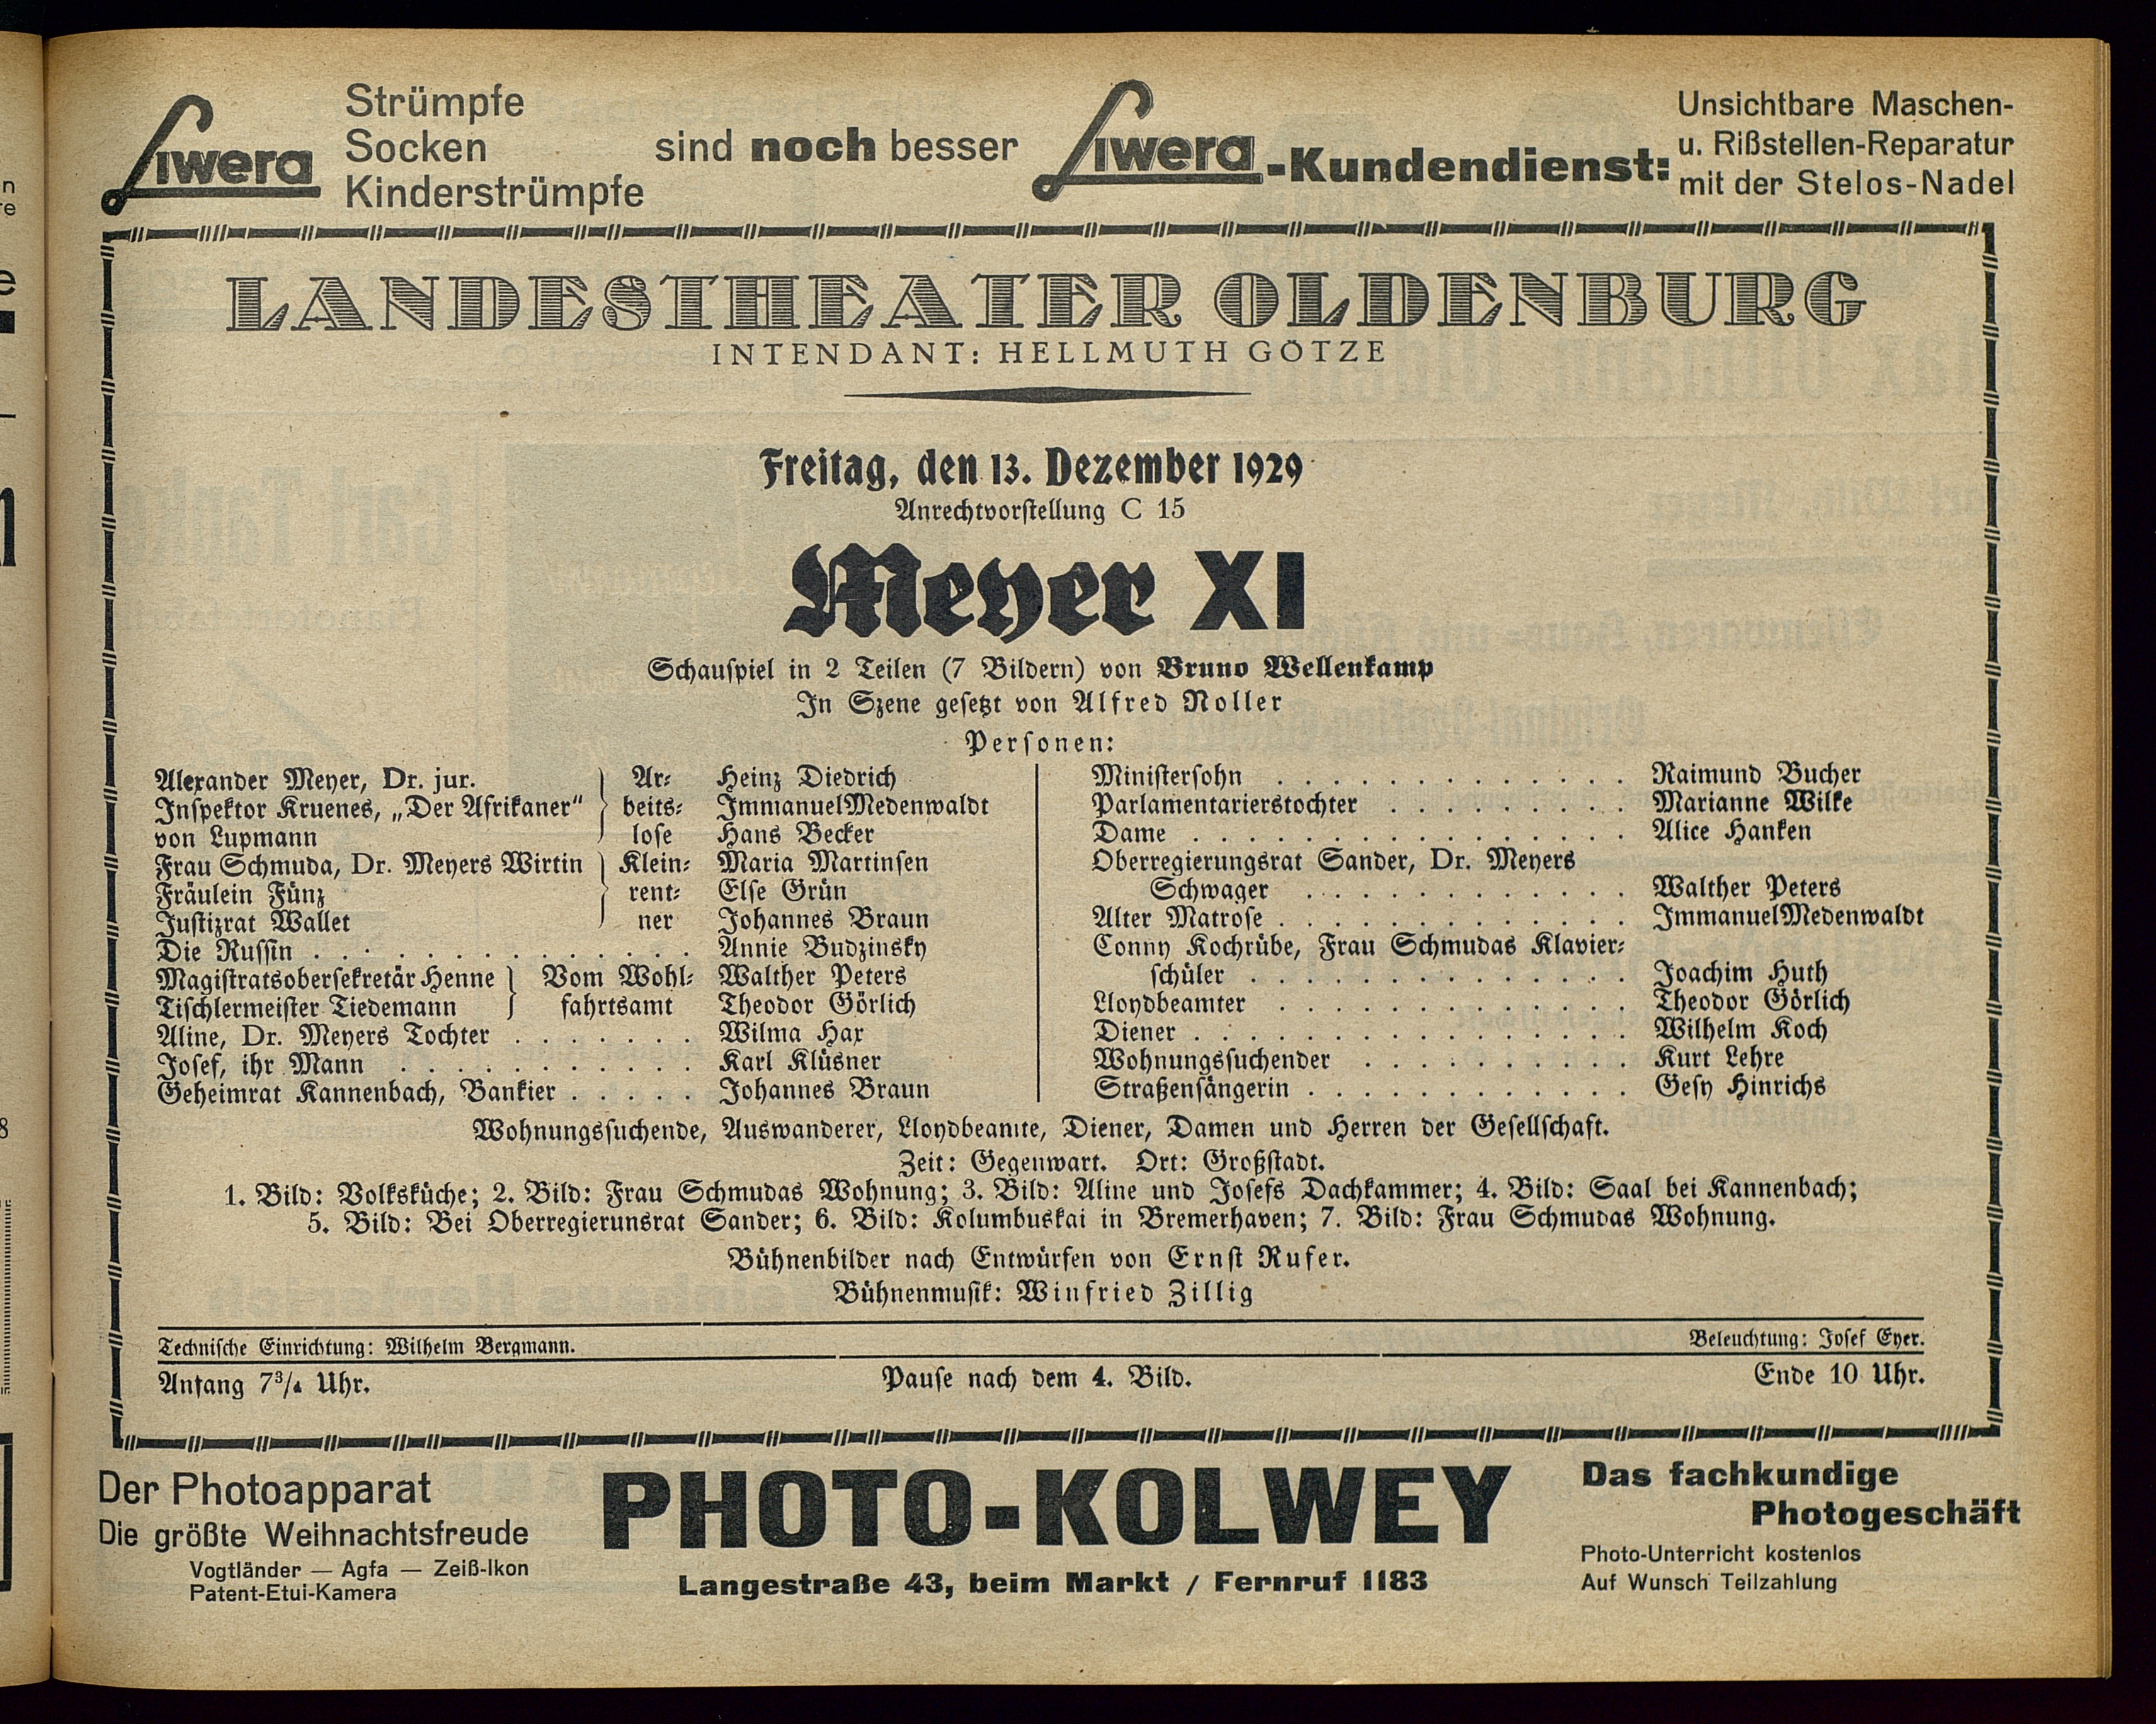 Liwera
Strümpfe
Socken
Kinderstrümpfe
sind noch besser
Liwera-Kundendienst:
Unsichtbare Maschen-
u. Rißstellen-Reparatur
mit der Stelos-Nadel
LANDESTHEATER OLDENBURG
INTENDANT: HELLMUTH GÖTZE
Freitag, den 13. Dezember 1929
Anrechtvorstellung C 15
Meyer XI
Schauspiel in 2 Teilen (7 Bildern) von Bruno Wellenkamp
In Szene gesetzt von Alfred Noller
Personen:
Alexander Meyer, Dr. jur. } Ar- Heinz Diedrich
Inspektor Kruenes, „Der Afrikaner“ } beits- Immanuel Medenwaldt
von Lupmann } lose Hans Becker
Frau Schmuda, Dr. Meyers Wirtin } Klein- Maria Martinsen
Fräulein Fünz } rent- Else Grün
Justizrat Wallet } ner Johannes Braun
Die Russin . . . . . . . . . . . . . . Annie Budzinsky
Magistratsobersekretär Henne } Vom Wohl- Walther Peters
Tischlermeister Tiedemann } fahrtsamt Theodor Görlich
Aline, Dr. Meyers Tochter . . . . . . . Wilma Hax
Josef, ihr Mann . . . . . . . . . . . Karl Klüsner
Geheimrat Kannenbach, Bankier . . . . . Johannes Braun
Ministersohn . . . . . . . . . . . . . Raimund Bucher
Parlamentarierstochter . . . . . . . . . Marianne Wilke
Dame . . . . . . . . . . . . . . . . Alice Hanken
Oberregierungsrat Sander, Dr. Meyers
Schwager . . . . . . . . . . . . Walther Peters
Alter Matrose . . . . . . . . . . . . . Immanuel Medenwaldt
Conny Kochrübe, Frau Schmudas Klavier-
schüler . . . . . . . . . . . . . . Joachim Huth
Lloydbeamter . . . . . . . . . . . . . Theodor Görlich
Diener . . . . . . . . . . . . . . . . Wilhelm Koch
Wohnungssuchender . . . . . . . . . . Kurt Lehre
Straßensängerin . . . . . . . . . . . . Gesy Hinrichs
Wohnungssuchende, Auswanderer, Lloydbeamte, Diener, Damen und Herren der Gesellschaft.
Zeit: Gegenwart. Ort: Großstadt.
1. Bild: Volksküche; 2. Bild: Frau Schmudas Wohnung; 3. Bild: Aline und Josefs Dachkammer; 4. Bild: Saal bei Kannenbach;
5. Bild: Bei Oberregierunsrat Sander; 6. Bild: Kolumbuskai in Bremerhaven; 7. Bild: Frau Schmudas Wohnung.
Bühnenbilder nach Entwürfen von Ernst Rufer.
Bühnenmusik: Winfried Zillig
Technische Einrichtung: Wilhelm Bergmann. Beleuchtung: Josef Eyer.
Anfang 7³/₄ Uhr. Pause nach dem 4. Bild. Ende 10 Uhr.
Der Photoapparat
Die größte Weihnachtsfreude
Vogtländer — Agfa — Zeiß-Ikon
Patent-Etui-Kamera
PHOTO-KOLWEY
Langestraße 43, beim Markt / Fernruf 1183
Das fachkundige
Photogeschäft
Photo-Unterricht kostenlos
Auf Wunsch Teilzahlung